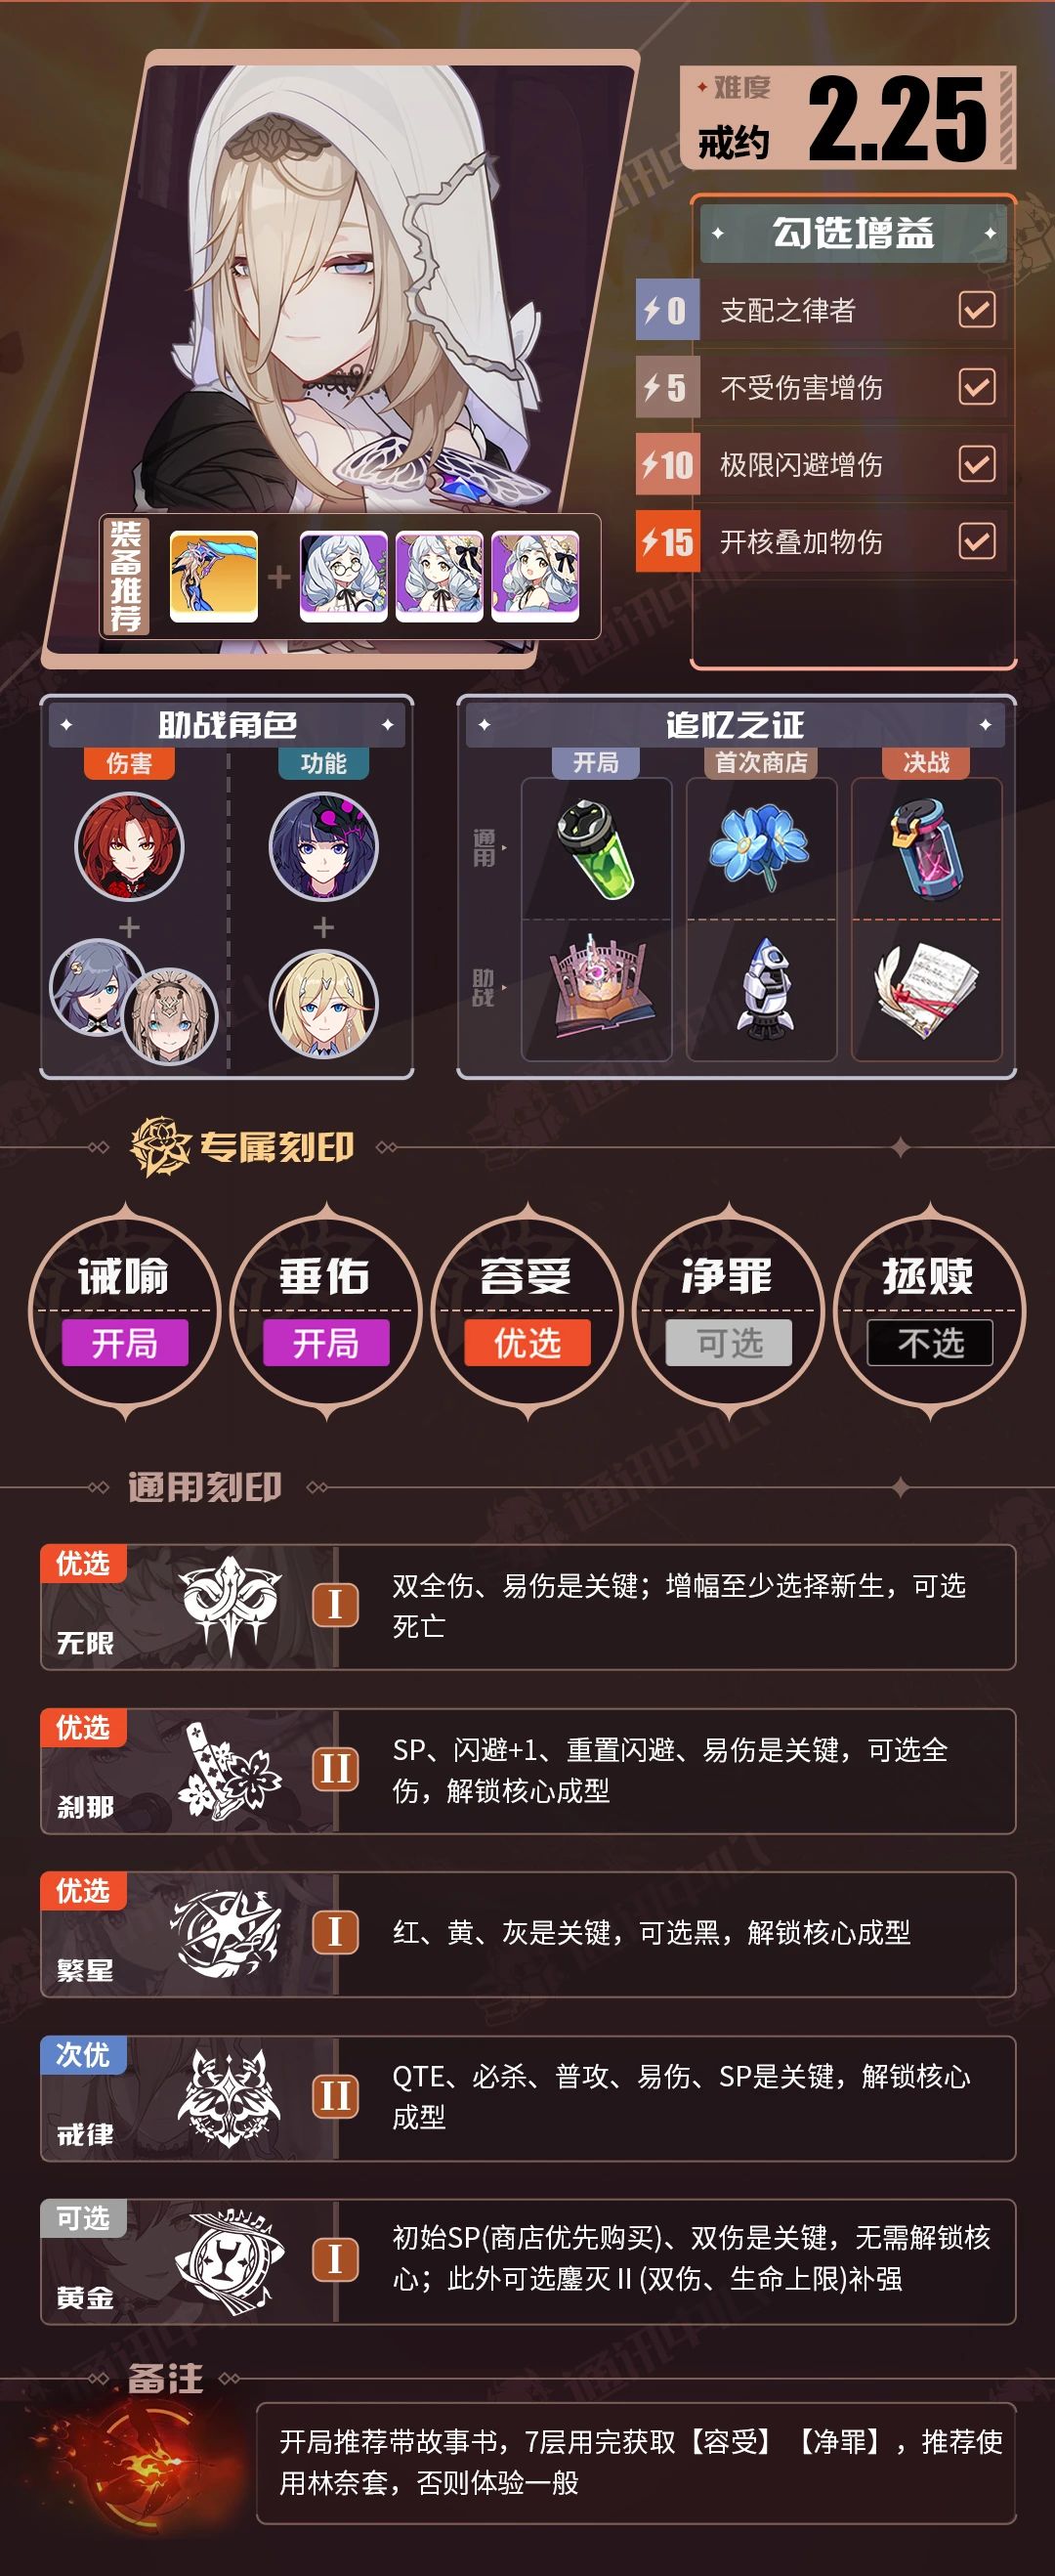 难度
戒约 2.25
勾选增益
0 支配之律者
5 不受伤害增伤
10 极限闪避增伤
15 开核叠加物伤
装备推荐
助战角色
伤害 功能
追忆之证
开局 首次商店 决战
通用
助战
专属刻印
诫喻 垂佑 容受 净罪 拯赎
开局 开局 优选 可选 不选
通用刻印
优选
无限
I
双全伤、易伤是关键；增幅至少选择新生，可选
死亡
优选
刹那
II
SP、闪避+1、重置闪避、易伤是关键，可选全
伤，解锁核心成型
优选
繁星
I
红、黄、灰是关键，可选黑，解锁核心成型
次优
戒律
II
QTE、必杀、普攻、易伤、SP是关键，解锁核心
成型
可选
黄金
I
初始SP(商店优先购买)、双伤是关键，无需解锁核
心；此外可选鏖灭Ⅱ(双伤、生命上限)补强
备注
开局推荐带故事书，7层用完获取【容受】【净罪】，推荐使
用林奈套，否则体验一般